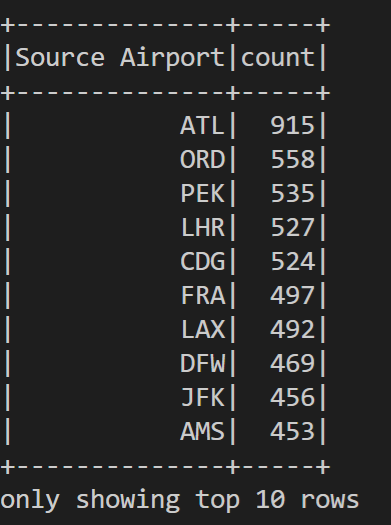 +--------------+-----+
|Source Airport|count|
+--------------+-----+
|           ATL|  915|
|           ORD|  558|
|           PEK|  535|
|           LHR|  527|
|           CDG|  524|
|           FRA|  497|
|           LAX|  492|
|           DFW|  469|
|           JFK|  456|
|           AMS|  453|
+--------------+-----+
only showing top 10 rows